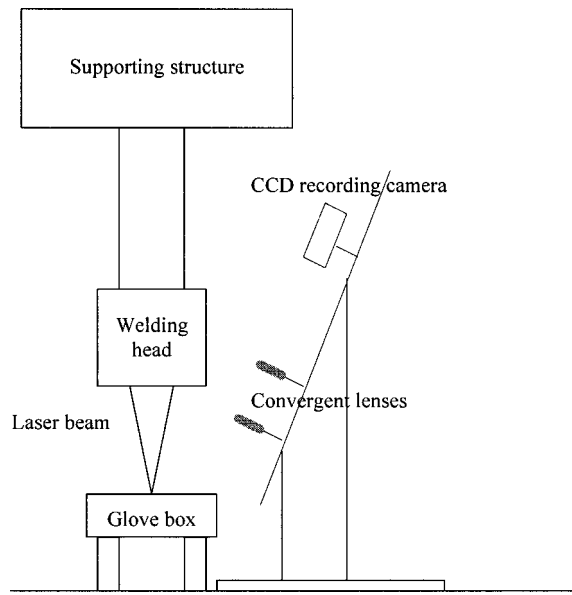 Supporting structure
CCD recording camera
Welding
head
Convergent lenses
Laser beam
Glove box